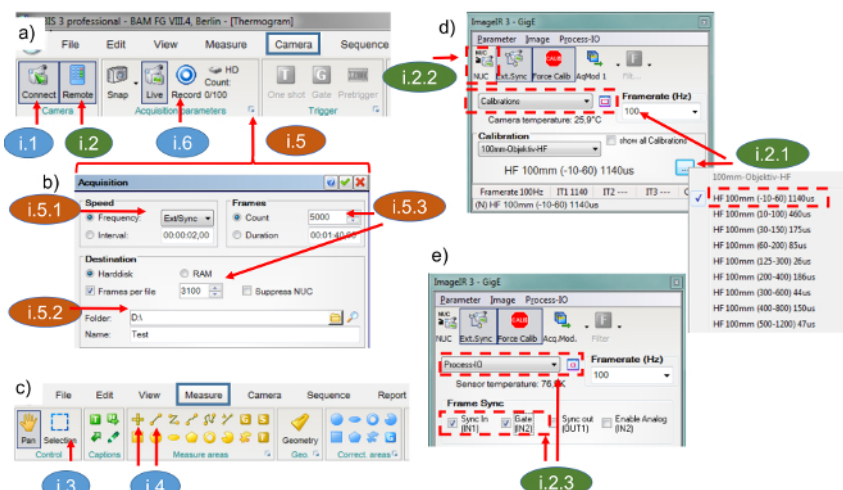 a)
IS 3 professional - BAM FG VIII.4, Berlin - [Thermogram]
File Edit View Measure Camera Sequence
Connect Remote Snap Live Record HD
Count:
0/100
One shot Gate Pretrigger
Camera Acquisition parameters Trigger
i.1 i.2 i.6 i.5
b)
Acquisition
Speed Frames
Frequency: Ext/Sync Count 5000
Interval: 00:00:02,00 Duration
Destination
Harddisk RAM
Frames per file 3100 Suppress NUC
Folder: D:\
Name: Test
i.5.1
i.5.3
i.5.2
c)
File Edit View Measure Camera Sequence Report
Pan Selection Geometry
Control Captions Measure areas Geo. Correct. areas
i.3 i.4
d)
ImageIR 3 - GigE
Parameter Image Process-IO
NUC
NUC Ext.Sync Force Calib AqMod 1
CALIB
Calibrations Framerate (Hz)
100
Camera temperature: 25,9°C
Calibration show all Calibrations
100mm-Objektiv-HF
HF 100mm (-10-60) 1140us ...
Framerate 100Hz IT1 1140 IT2 --- IT3 ---
(N) HF 100mm (-10-60) 1140us
i.2.2
i.2.1
100mm-Objektiv-HF
HF 100mm (-10-60) 1140us
HF 100mm (10-100) 460us
HF 100mm (30-150) 175us
HF 100mm (60-200) 85us
HF 100mm (125-300) 26us
HF 100mm (200-400) 186us
HF 100mm (300-600) 44us
HF 100mm (400-800) 150us
HF 100mm (500-1200) 47us
e)
ImageIR 3 - GigE
Parameter Image Process-IO
NUC
CALIB
NUC Ext.Sync Force Calib Acq.Mod. Filter
Process-IO Framerate (Hz)
100
Sensor temperature:
Frame Sync
Sync In
(IN1)
Gate
(IN2)
Sync out
(OUT1)
Enable Analog
(IN2)
i.2.3